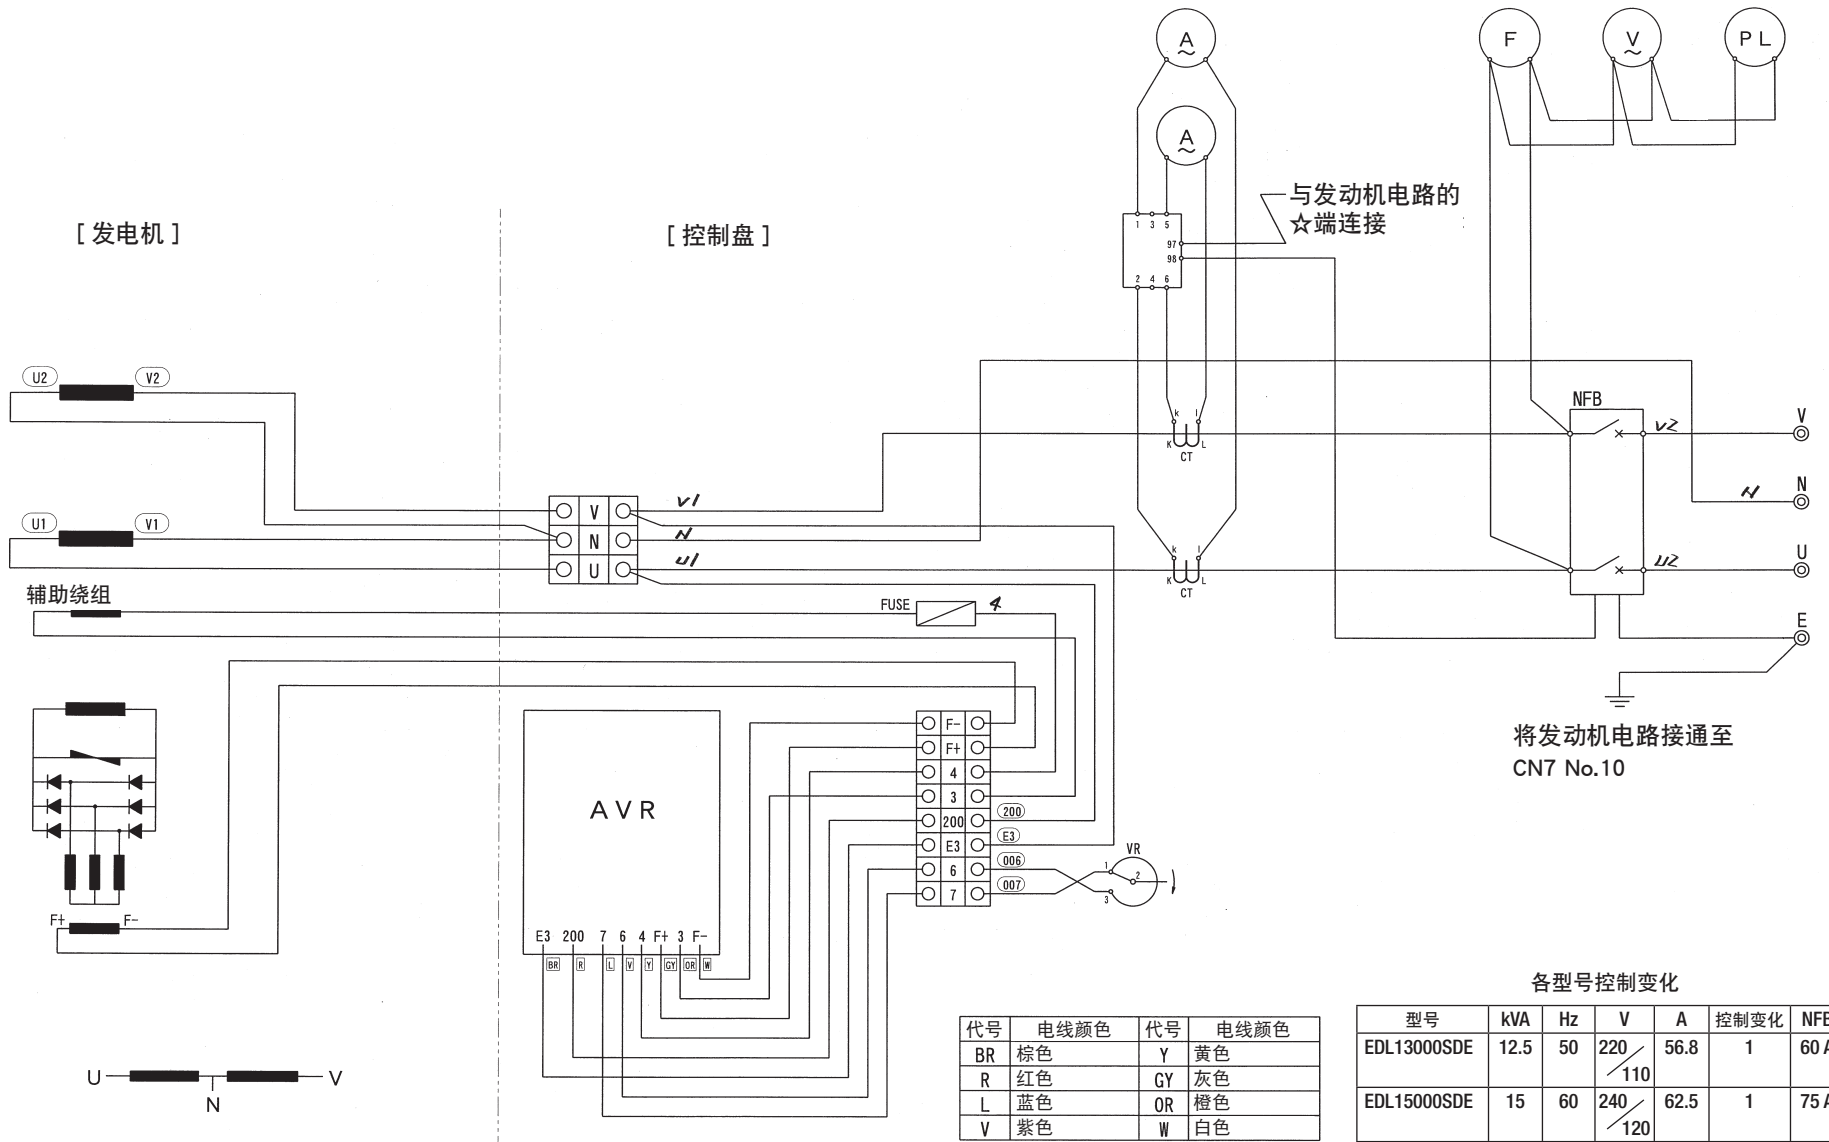 A
~
F
V
~
PL
A
~
与发动机电路的
☆端连接
[ 发电机 ]
[ 控制盘 ]
1 3 5
97
98
2 4 6
U2
V2
k l
K L
CT
NFB
v2
V
N
N
U1
V1
V
N
U
v1
N
u1
k l
K L
CT
u2
U
辅助绕组
FUSE
4
E
将发动机电路接通至
CN7 No.10
F-
F+
4
3
200
E3
6
7
200
E3
006
007
VR
1
2
3
AVR
F+
F-
E3 200 7 6 4 F+ 3 F-
BR R L V Y GY OR W
U
V
N
代号 电线颜色 代号 电线颜色
BR 棕色 Y 黄色
R 红色 GY 灰色
L 蓝色 OR 橙色
V 紫色 W 白色
各型号控制变化
型号 kVA Hz V A 控制变化 NFB
EDL13000SDE 12.5 50 220/110 56.8 1 60 A
EDL15000SDE 15 60 240/120 62.5 1 75 A